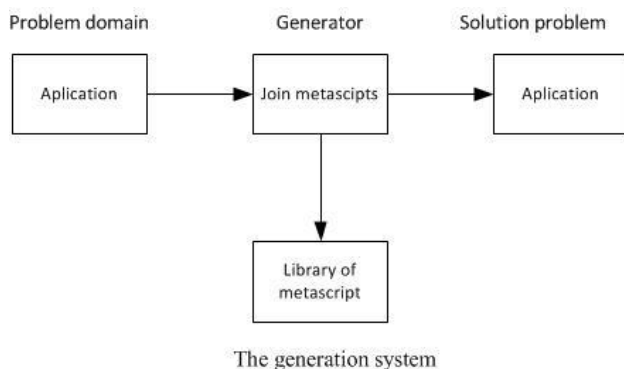 Problem domain
Generator
Solution problem
Aplication
Join metascipts
Aplication
Library of
metascript
The generation system